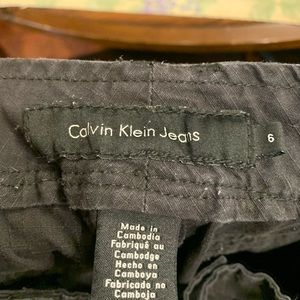 Calvin Klein Jeans
6
Made in
Cambodia
Fabriqué au
Cambodge
Hecho en
Camboya
Fabricado no
Camboja